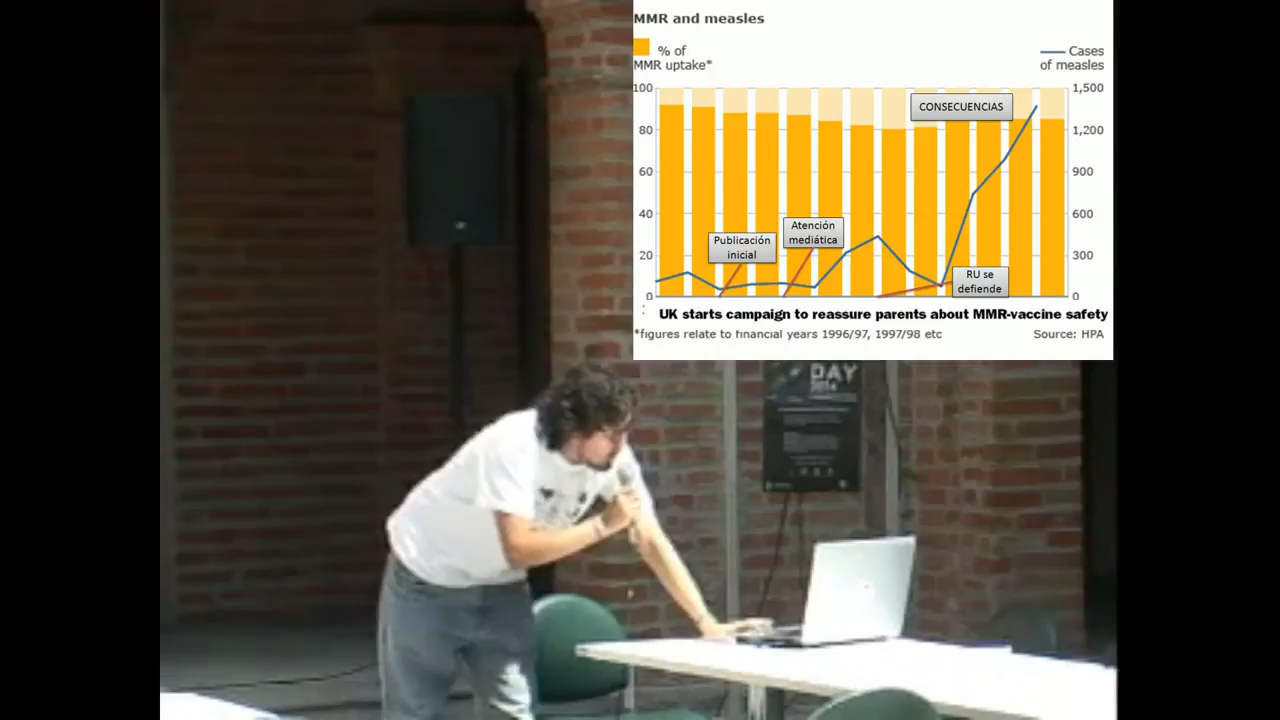 MMR and measles
% of
MMR uptake*
Cases
of measles
100
80
60
40
20
0
1,500
1,200
900
600
300
0
CONSECUENCIAS
Atención
mediática
Publicación
inicial
RU se
defiende
UK starts campaign to reassure parents about MMR-vaccine safety
*figures relate to financial years 1996/97, 1997/98 etc
Source: HPA
DAY
2014